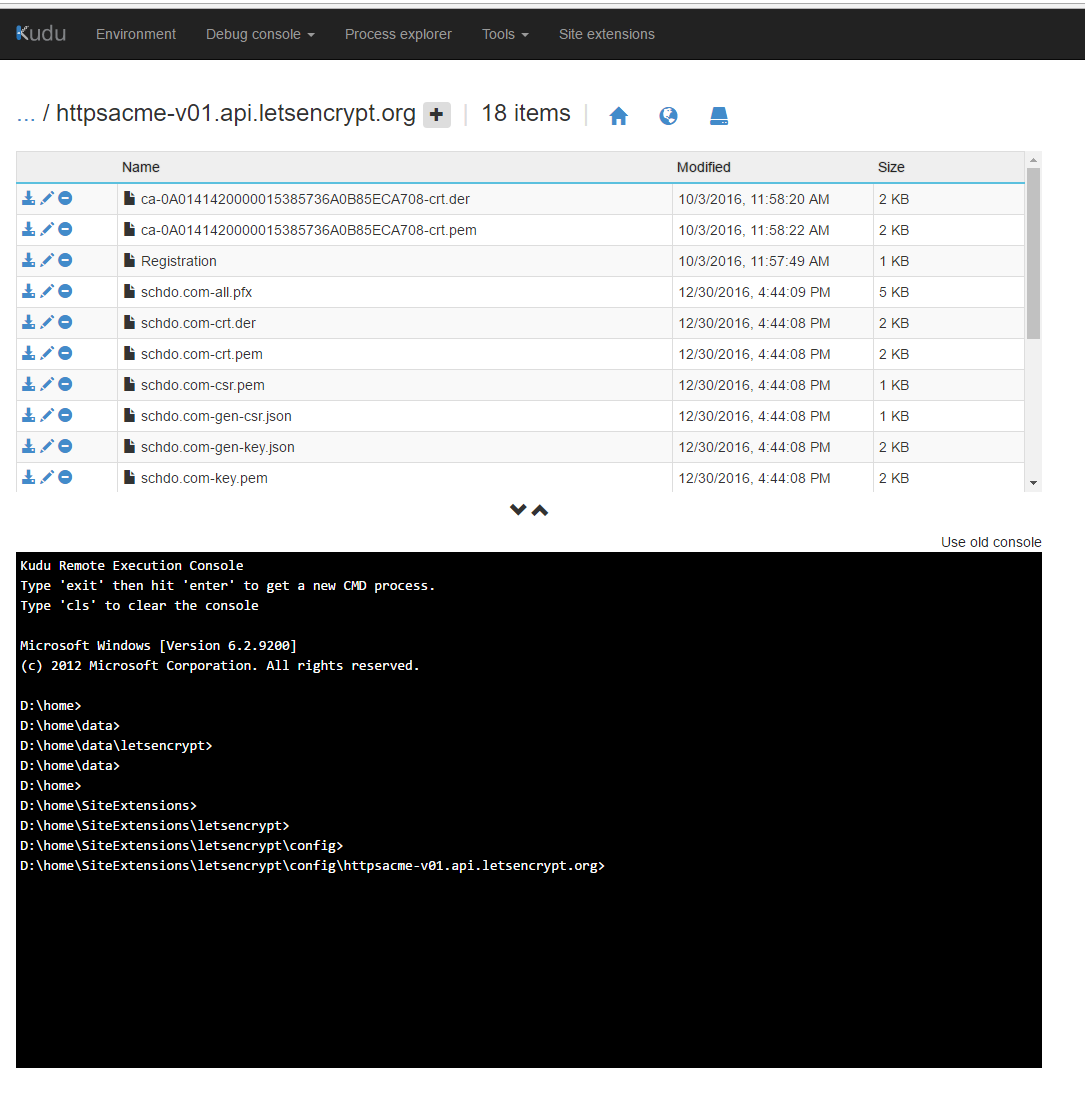 Kudu Environment Debug console Process explorer Tools Site extensions
... / httpsacme-v01.api.letsencrypt.org | 18 items |
Name Modified Size
ca-0A0141420000015385736A0B85ECA708-crt.der 10/3/2016, 11:58:20 AM 2 KB
ca-0A0141420000015385736A0B85ECA708-crt.pem 10/3/2016, 11:58:22 AM 2 KB
Registration 10/3/2016, 11:57:49 AM 1 KB
schdo.com-all.pfx 12/30/2016, 4:44:09 PM 5 KB
schdo.com-crt.der 12/30/2016, 4:44:08 PM 2 KB
schdo.com-crt.pem 12/30/2016, 4:44:08 PM 2 KB
schdo.com-csr.pem 12/30/2016, 4:44:08 PM 1 KB
schdo.com-gen-csr.json 12/30/2016, 4:44:08 PM 1 KB
schdo.com-gen-key.json 12/30/2016, 4:44:08 PM 2 KB
schdo.com-key.pem 12/30/2016, 4:44:08 PM 2 KB
Use old console
Kudu Remote Execution Console
Type 'exit' then hit 'enter' to get a new CMD process.
Type 'cls' to clear the console
Microsoft Windows [Version 6.2.9200]
(c) 2012 Microsoft Corporation. All rights reserved.
D:\home>
D:\home\data>
D:\home\data\letsencrypt>
D:\home\data>
D:\home>
D:\home\SiteExtensions>
D:\home\SiteExtensions\letsencrypt>
D:\home\SiteExtensions\letsencrypt\config>
D:\home\SiteExtensions\letsencrypt\config\httpsacme-v01.api.letsencrypt.org>